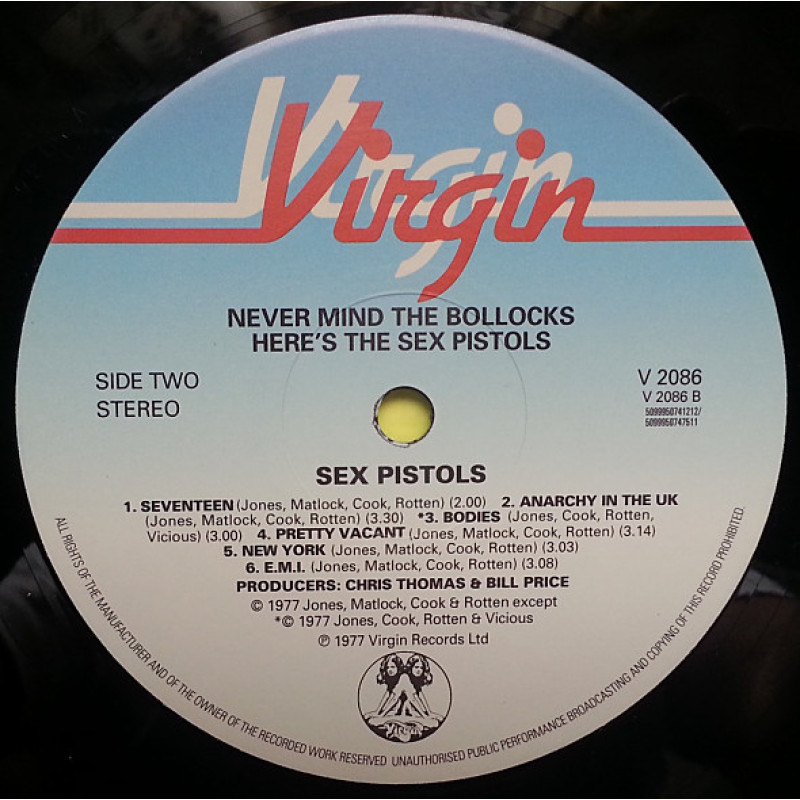 Virgin
NEVER MIND THE BOLLOCKS
HERE'S THE SEX PISTOLS
SIDE TWO
STEREO
V 2086
V 2086 B
5099950741212/
5099950747511
SEX PISTOLS
1. SEVENTEEN (Jones, Matlock, Cook, Rotten) (2.00) 2. ANARCHY IN THE UK
(Jones, Matlock, Cook, Rotten) (3.30) *3. BODIES (Jones, Cook, Rotten,
Vicious) (3.00) 4. PRETTY VACANT (Jones, Matlock, Cook, Rotten) (3.14)
5. NEW YORK (Jones, Matlock, Cook, Rotten) (3.03)
6. E.M.I. (Jones, Matlock, Cook, Rotten) (3.08)
PRODUCERS: CHRIS THOMAS & BILL PRICE
© 1977 Jones, Matlock, Cook & Rotten except
*© 1977 Jones, Cook, Rotten & Vicious
℗ 1977 Virgin Records Ltd
Virgin
ALL RIGHTS OF THE MANUFACTURER AND OF THE OWNER OF THE RECORDED WORK RESERVED UNAUTHORISED PUBLIC PERFORMANCE BROADCASTING AND COPYING OF THIS RECORD PROHIBITED.